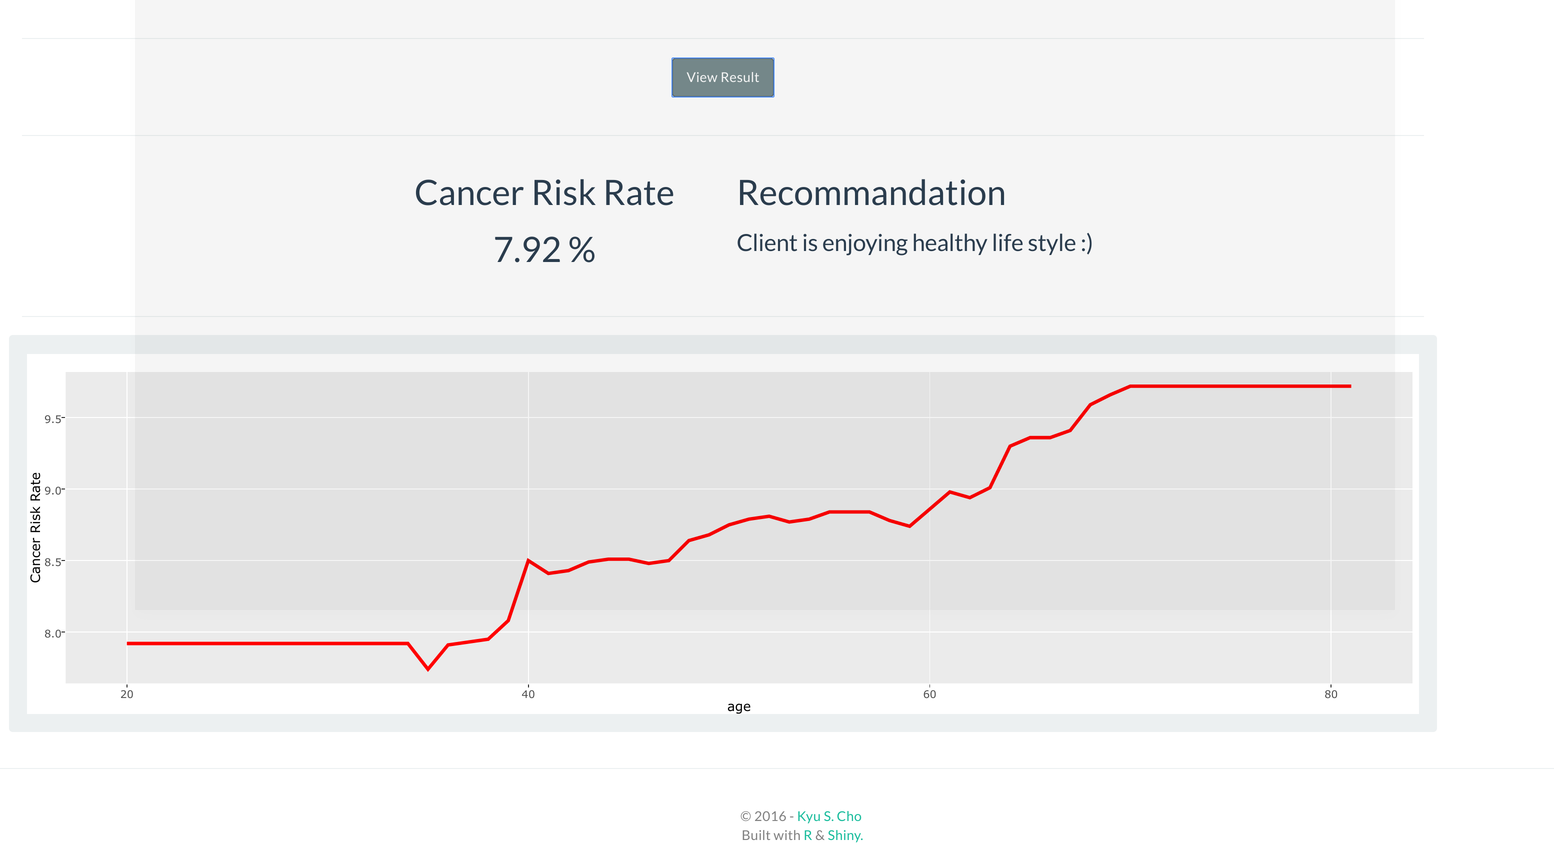 View Result
Cancer Risk Rate
7.92 %
Recommandation
Client is enjoying healthy life style :)
Cancer Risk Rate
9.5
9.0
8.5
8.0
20
40
60
80
age
© 2016 - Kyu S. Cho
Built with R & Shiny.